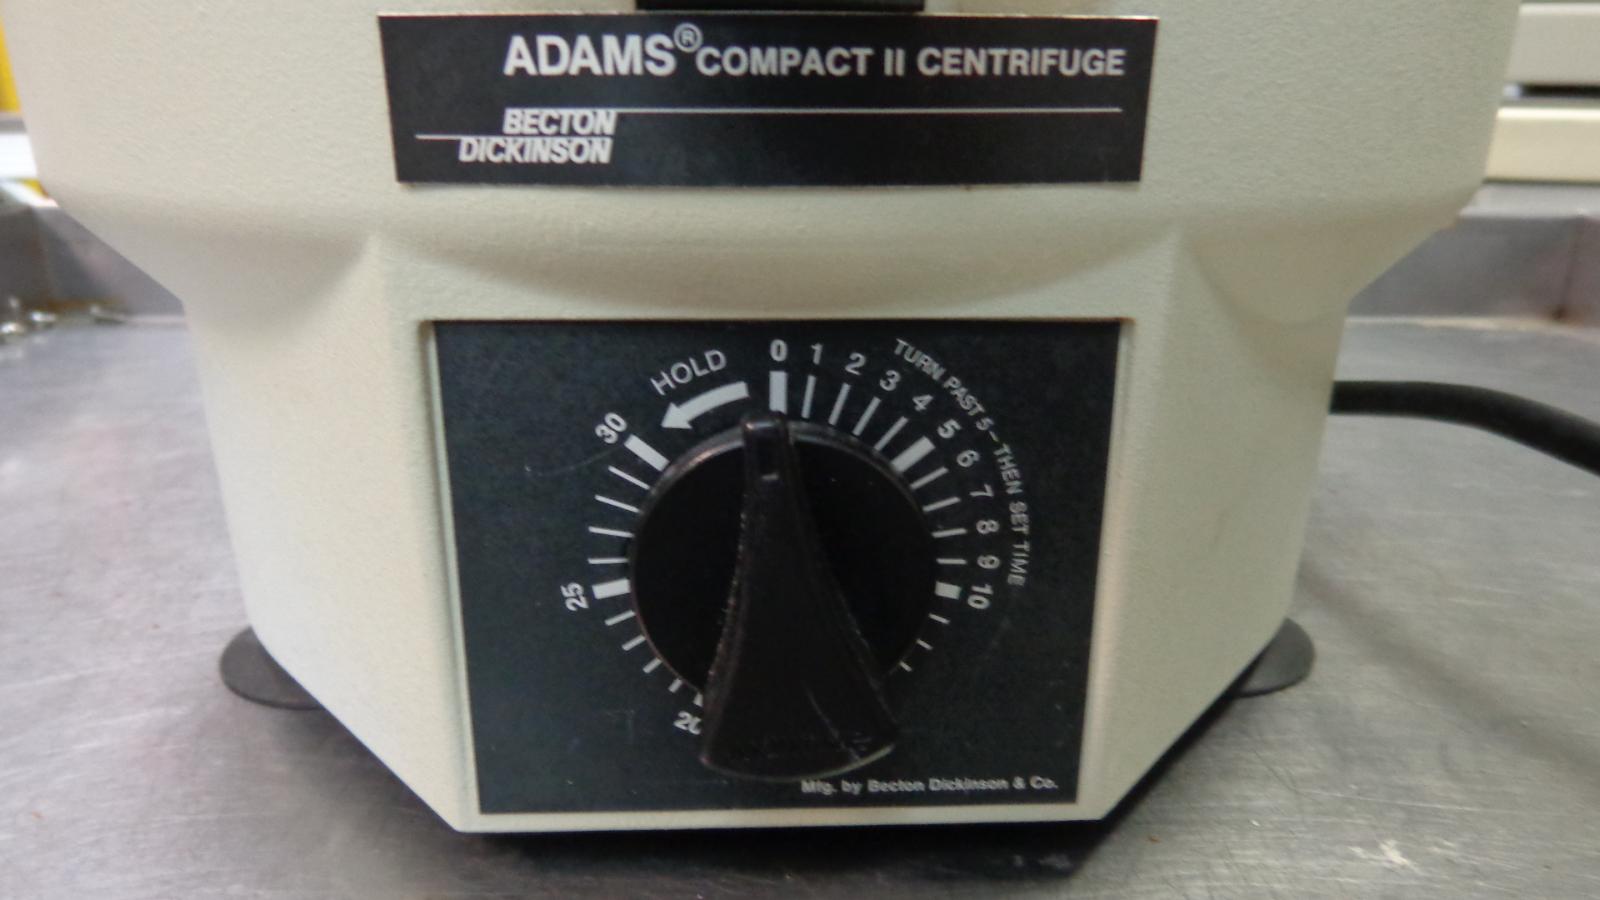 ADAMS® COMPACT II CENTRIFUGE
BECTON
DICKINSON
HOLD
0 1 2 3 4 5 6 7 8 9 10
TURN PAST 5 - THEN SET TIME
30
25
20
Mfg. by Becton Dickinson & Co.